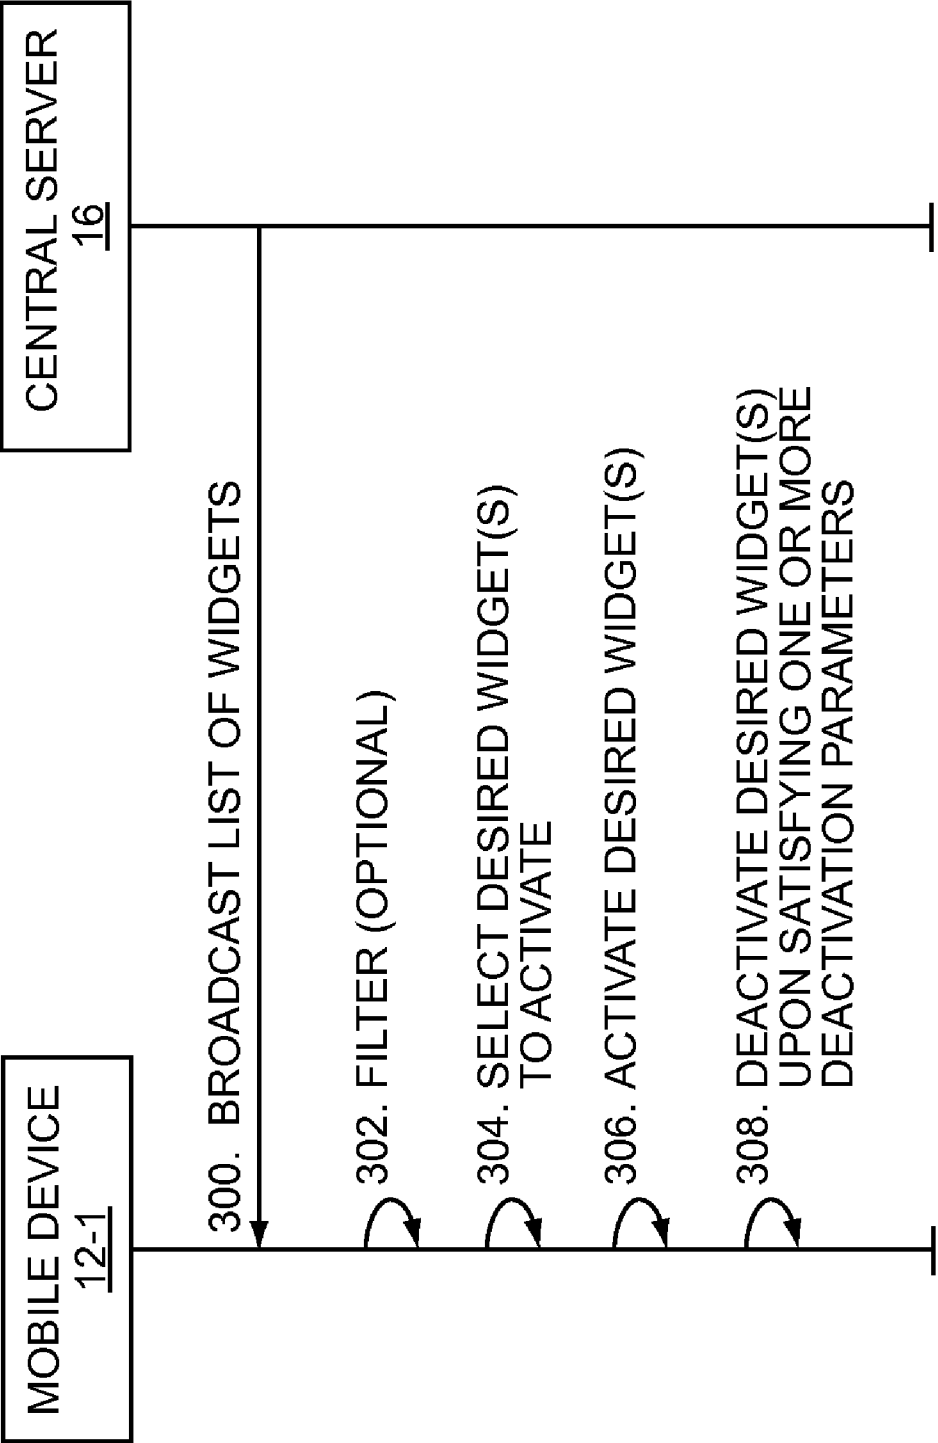 MOBILE DEVICE
12-1
CENTRAL SERVER
16
300. BROADCAST LIST OF WIDGETS
302. FILTER (OPTIONAL)
304. SELECT DESIRED WIDGET(S)
TO ACTIVATE
306. ACTIVATE DESIRED WIDGET(S)
308. DEACTIVATE DESIRED WIDGET(S)
UPON SATISFYING ONE OR MORE
DEACTIVATION PARAMETERS